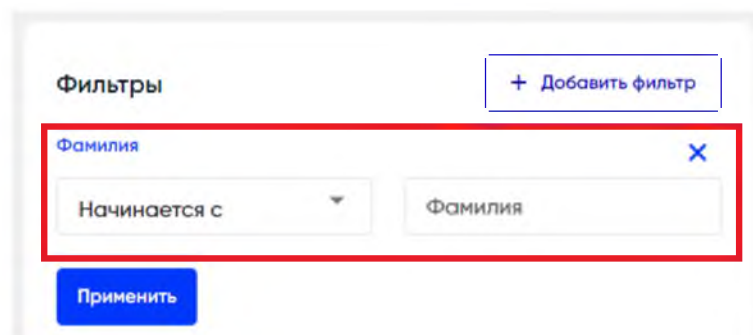 Фильтры
+ Добавить фильтр
Фамилия
Начинается с
Фамилия
Применить